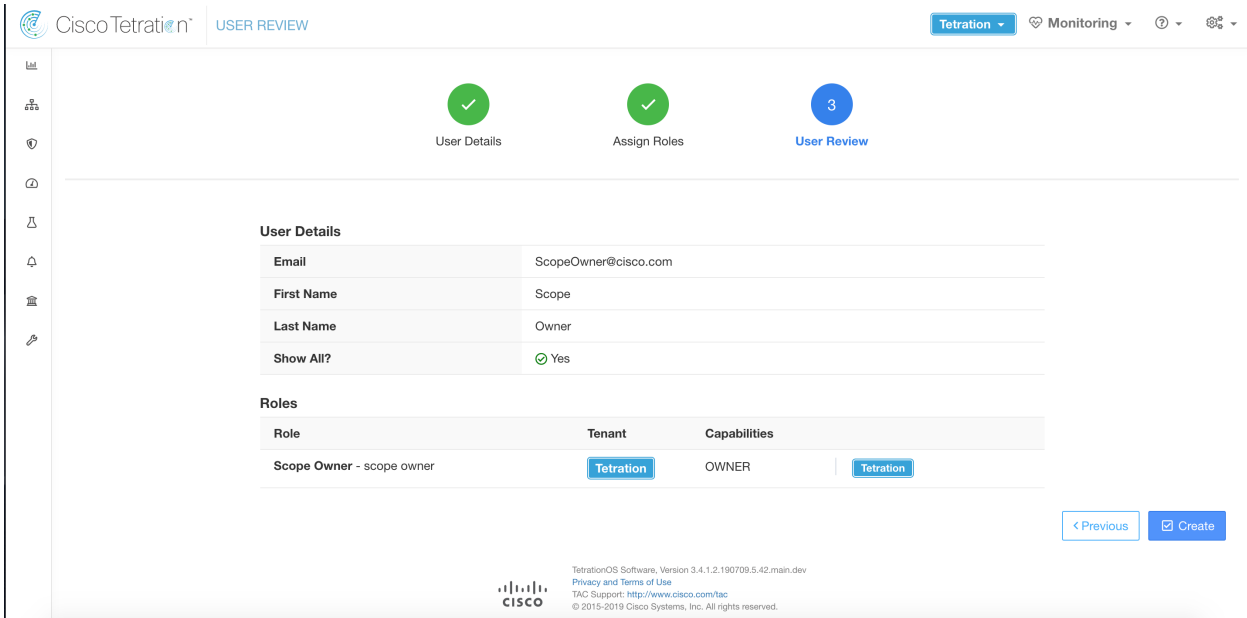 Cisco Tetration™ USER REVIEW Tetration Monitoring
3
User Details Assign Roles User Review
User Details
Email ScopeOwner@cisco.com
First Name Scope
Last Name Owner
Show All? Yes
Roles
Role Tenant Capabilities
Scope Owner - scope owner Tetration OWNER Tetration
Previous Create
TetrationOS Software, Version 3.4.1.2.190709.5.42.main.dev
Privacy and Terms of Use
TAC Support: http://www.cisco.com/tac
© 2015-2019 Cisco Systems, Inc. All rights reserved.
CISCO